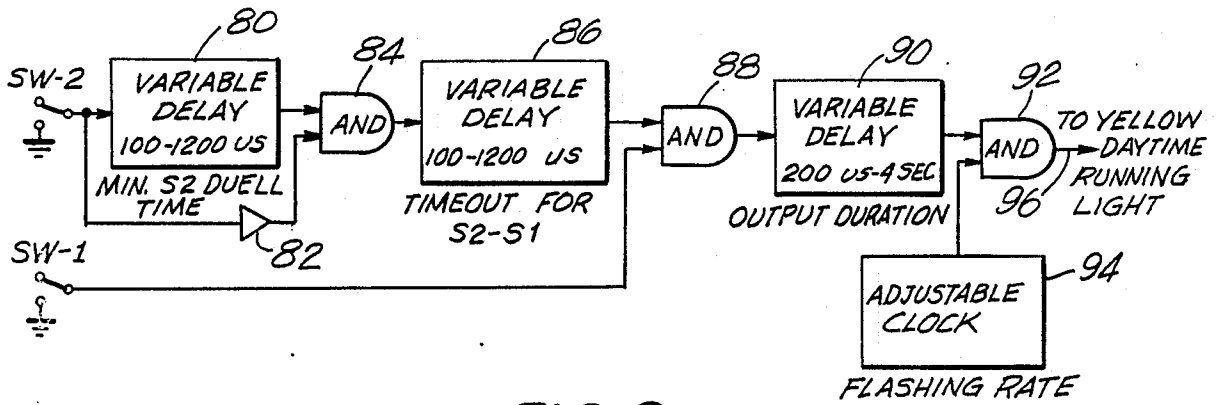 80
SW-2
VARIABLE
DELAY
100-1200 US
MIN. S2 DUELL
TIME
82
84
AND
86
VARIABLE
DELAY
100-1200 US
TIMEOUT FOR
S2-S1
SW-1
88
AND
90
VARIABLE
DELAY
200 US-4 SEC
OUTPUT DURATION
92
AND
TO YELLOW
DAYTIME
RUNNING
LIGHT
96
94
ADJUSTABLE
CLOCK
FLASHING RATE